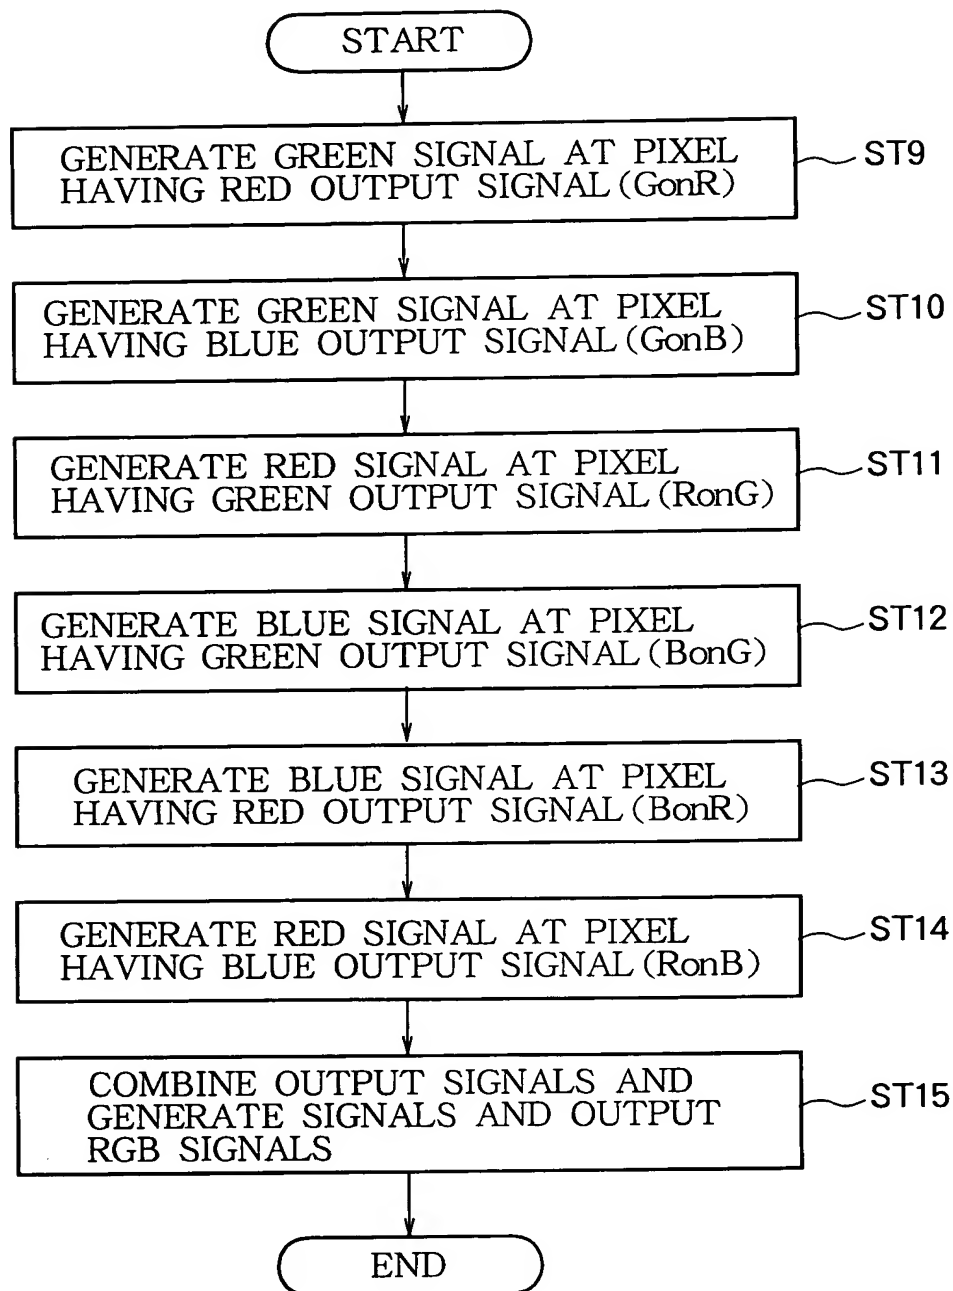 START
GENERATE GREEN SIGNAL AT PIXEL
HAVING RED OUTPUT SIGNAL (GonR)
ST9
GENERATE GREEN SIGNAL AT PIXEL
HAVING BLUE OUTPUT SIGNAL (GonB)
ST10
GENERATE RED SIGNAL AT PIXEL
HAVING GREEN OUTPUT SIGNAL (RonG)
ST11
GENERATE BLUE SIGNAL AT PIXEL
HAVING GREEN OUTPUT SIGNAL (BonG)
ST12
GENERATE BLUE SIGNAL AT PIXEL
HAVING RED OUTPUT SIGNAL (BonR)
ST13
GENERATE RED SIGNAL AT PIXEL
HAVING BLUE OUTPUT SIGNAL (RonB)
ST14
COMBINE OUTPUT SIGNALS AND
GENERATE SIGNALS AND OUTPUT
RGB SIGNALS
ST15
END